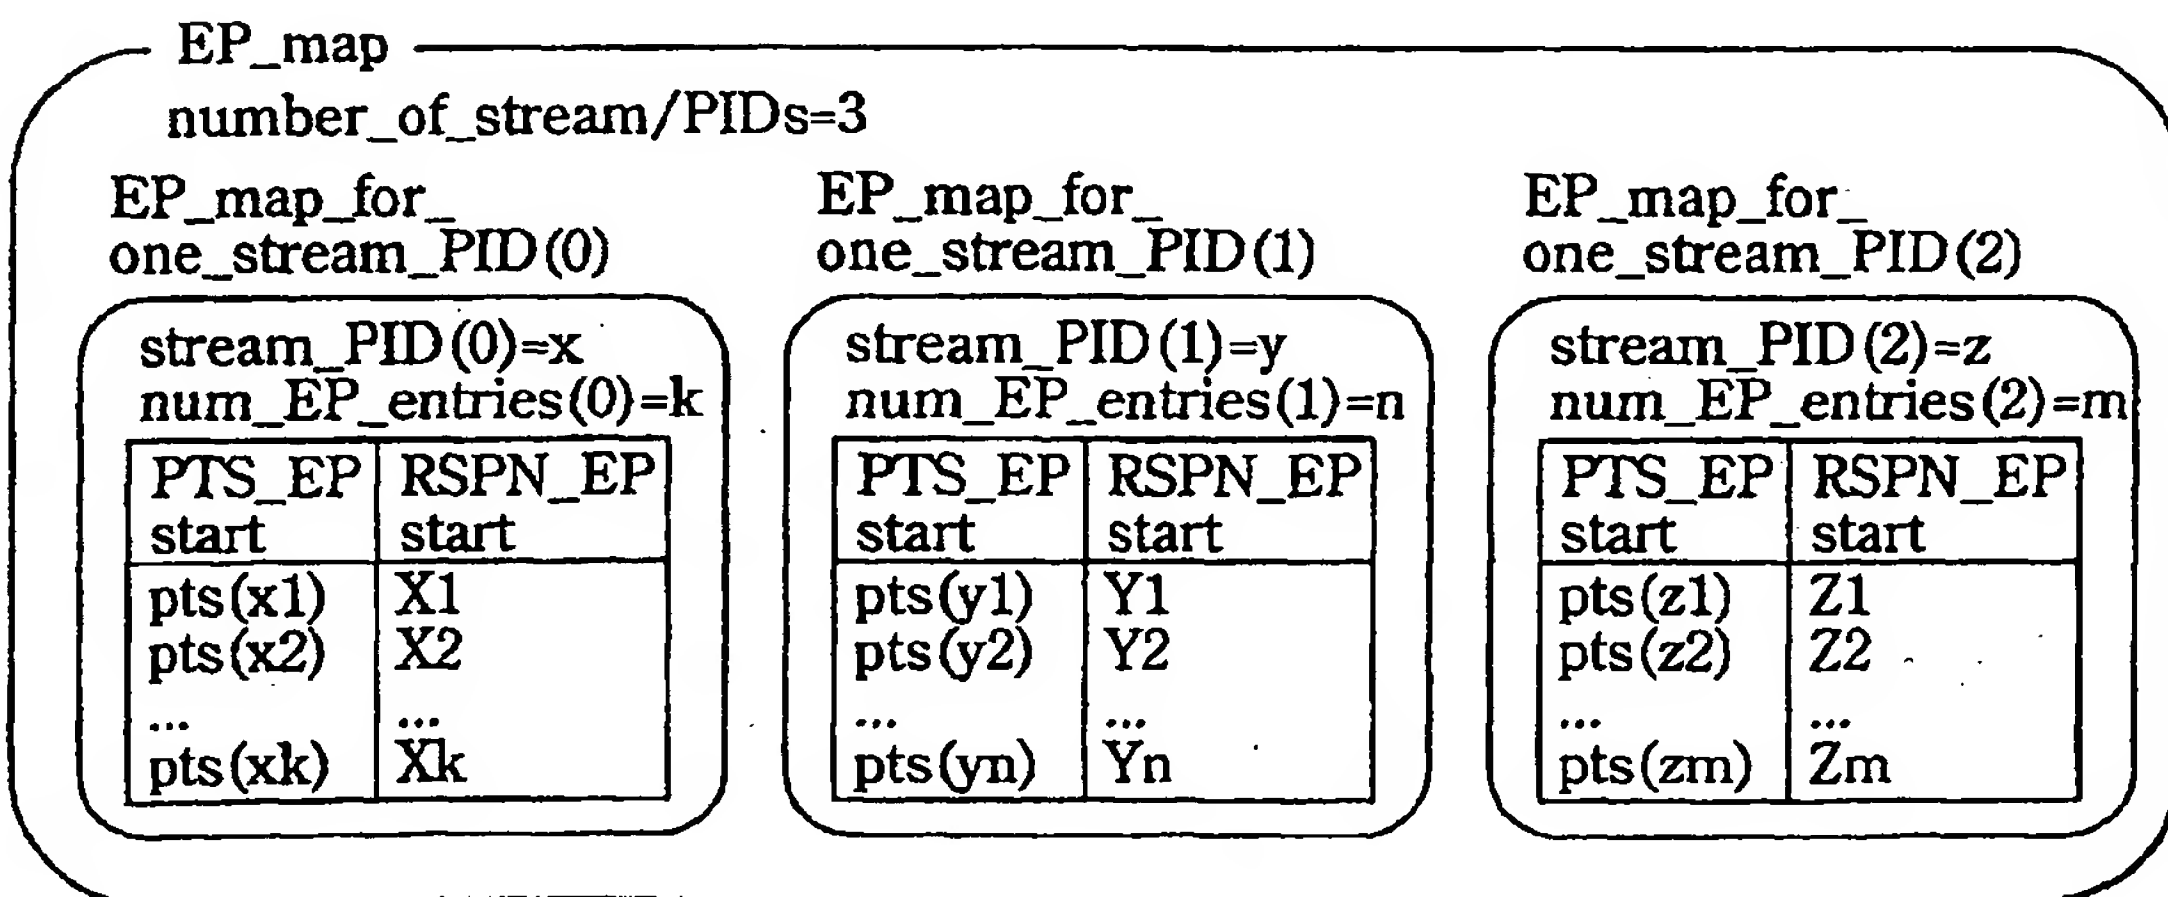 EP_map
number_of_stream/PIDs=3
EP_map_for_
one_stream_PID(0)
stream_PID(0)=x
num_EP_entries(0)=k
PTS_EP RSPN_EP
start start
pts(x1) X1
pts(x2) X2
... ...
pts(xk) Xk
EP_map_for_
one_stream_PID(1)
stream_PID(1)=y
num_EP_entries(1)=n
PTS_EP RSPN_EP
start start
pts(y1) Y1
pts(y2) Y2
... ...
pts(yn) Yn
EP_map_for_
one_stream_PID(2)
stream_PID(2)=z
num_EP_entries(2)=m
PTS_EP RSPN_EP
start start
pts(z1) Z1
pts(z2) Z2
... ...
pts(zm) Zm